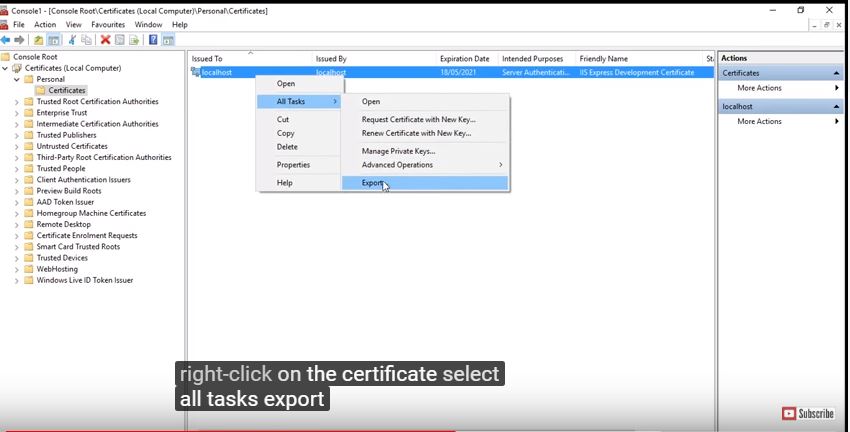 Console1 - [Console Root\Certificates (Local Computer)\Personal\Certificates]
File Action View Favourites Window Help
Console Root
Certificates (Local Computer)
Personal
Certificates
Trusted Root Certification Authorities
Enterprise Trust
Intermediate Certification Authorities
Trusted Publishers
Untrusted Certificates
Third-Party Root Certification Authorities
Trusted People
Client Authentication Issuers
Preview Build Roots
AAD Token Issuer
Homegroup Machine Certificates
Remote Desktop
Certificate Enrolment Requests
Smart Card Trusted Roots
Trusted Devices
WebHosting
Windows Live ID Token Issuer
Issued To Issued By Expiration Date Intended Purposes Friendly Name Sta
localhost localhost 18/05/2021 Server Authenticati... IIS Express Development Certificate
Open
All Tasks
Cut
Copy
Delete
Properties
Help
Open
Request Certificate with New Key...
Renew Certificate with New Key...
Manage Private Keys...
Advanced Operations
Export...
Actions
Certificates
More Actions
localhost
More Actions
right-click on the certificate select
all tasks export
Subscribe